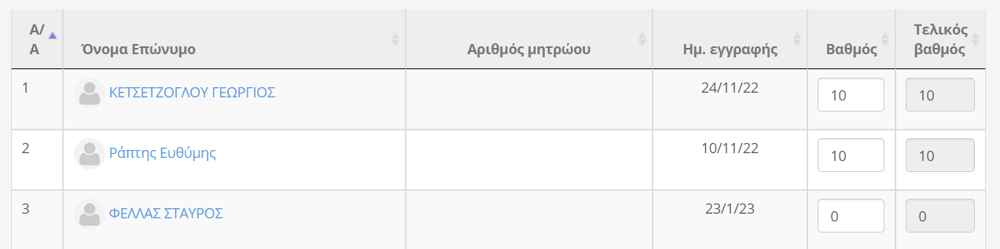 Α/Α Όνομα Επώνυμο Αριθμός μητρώου Ημ. εγγραφής Βαθμός Τελικός βαθμός
1 ΚΕΤΣΕΤΖΟΓΛΟΥ ΓΕΩΡΓΙΟΣ 24/11/22 10 10
2 Ράπτης Ευθύμης 10/11/22 10 10
3 ΦΕΛΛΑΣ ΣΤΑΥΡΟΣ 23/1/23 0 0